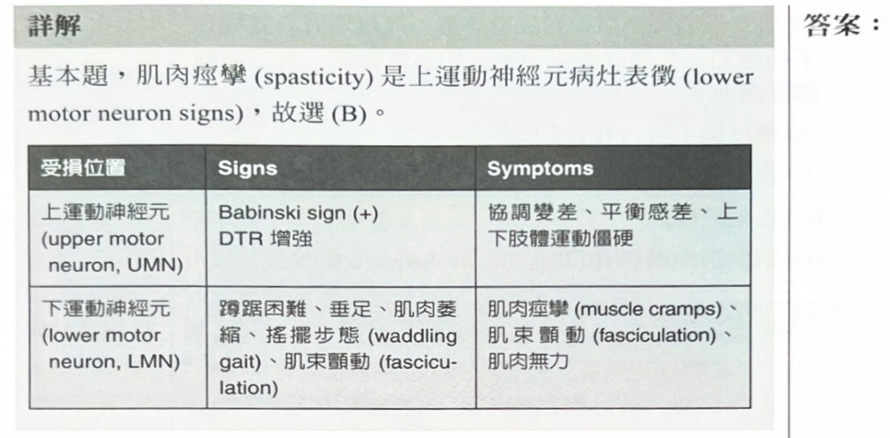 詳解
答案：
基本題，肌肉痙攣 (spasticity) 是上運動神經元病灶表徵 (lower
motor neuron signs)，故選 (B)。
受損位置 Signs Symptoms
上運動神經元
(upper motor
neuron, UMN)
Babinski sign (+)
DTR 增強
協調變差、平衡感差、上
下肢體運動僵硬
下運動神經元
(lower motor
neuron, LMN)
蹲踞困難、垂足、肌肉萎
縮、搖擺步態 (waddling
gait)、肌束顫動 (fascicu-
lation)
肌肉痙攣 (muscle cramps)、
肌束顫動 (fasciculation)、
肌肉無力